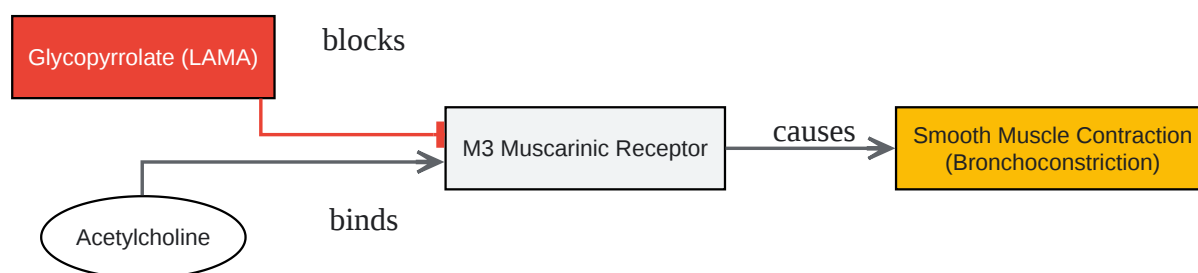 blocks
Glycopyrrolate (LAMA)
M3 Muscarinic Receptor
causes
Smooth Muscle Contraction
(Bronchoconstriction)
binds
Acetylcholine